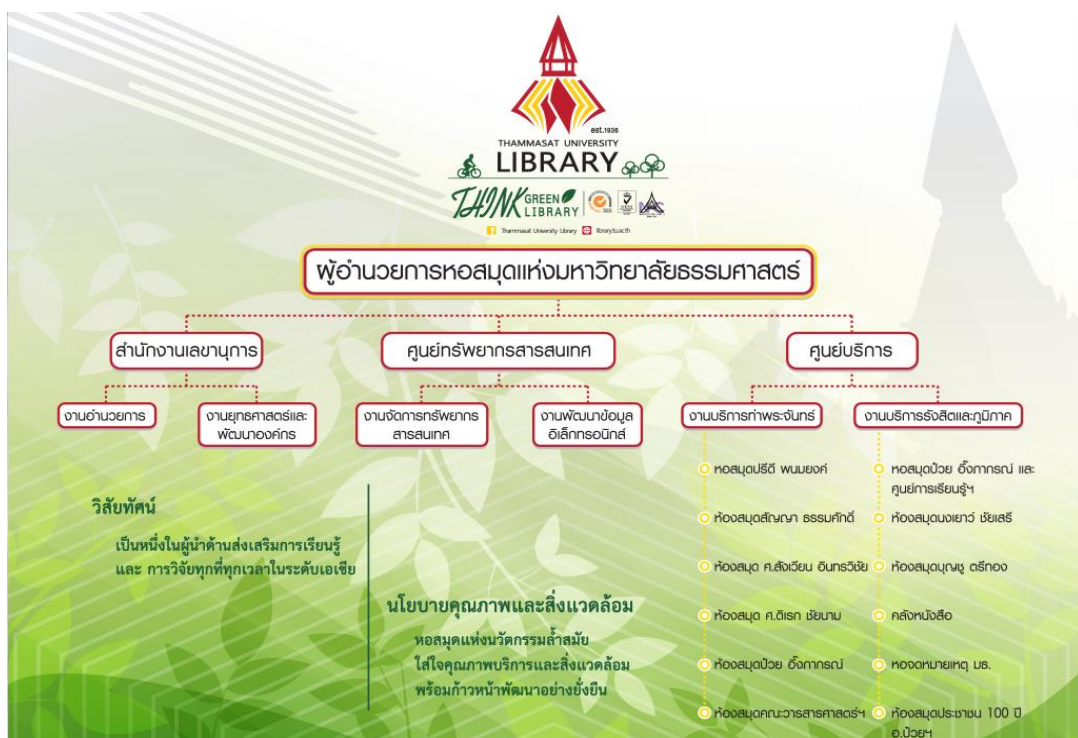 est.1936
THAMMASAT UNIVERSITY
LIBRARY
THINK GREEN LIBRARY
SGS
Thammasat University Library library.tu.ac.th
ผู้อำนวยการหอสมุดแห่งมหาวิทยาลัยธรรมศาสตร์
สำนักงานเลขานุการ
ศูนย์ทรัพยากรสารสนเทศ
ศูนย์บริการ
งานอำนวยการ
งานยุทธศาสตร์และ
พัฒนาองค์กร
งานจัดการทรัพยากร
สารสนเทศ
งานพัฒนาข้อมูล
อิเล็กทรอนิกส์
งานบริการท่าพระจันทร์
งานบริการรังสิตและภูมิภาค
หอสมุดปรีดี พนมยงค์
ห้องสมุดสัญญา ธรรมศักดิ์
ห้องสมุด ศ.สังเวียน อินทรวิชัย
ห้องสมุด ศ.ดิเรก ชัยนาม
ห้องสมุดป๋วย อึ๊งภากรณ์
ห้องสมุดคณะวารสารศาสตร์ฯ
หอสมุดป๋วย อึ๊งภากรณ์ และ
ศูนย์การเรียนรู้ฯ
ห้องสมุดนงเยาว์ ชัยเสรี
ห้องสมุดบุญชู ตรีทอง
คลังหนังสือ
หอจดหมายเหตุ มธ.
ห้องสมุดประชาชน 100 ปี
อ.ป๋วยฯ
วิสัยทัศน์
เป็นหนึ่งในผู้นำด้านส่งเสริมการเรียนรู้
และ การวิจัยทุกที่ทุกเวลาในระดับเอเชีย
นโยบายคุณภาพและสิ่งแวดล้อม
หอสมุดแห่งนวัตกรรมล้ำสมัย
ใส่ใจคุณภาพบริการและสิ่งแวดล้อม
พร้อมก้าวหน้าพัฒนาอย่างยั่งยืน